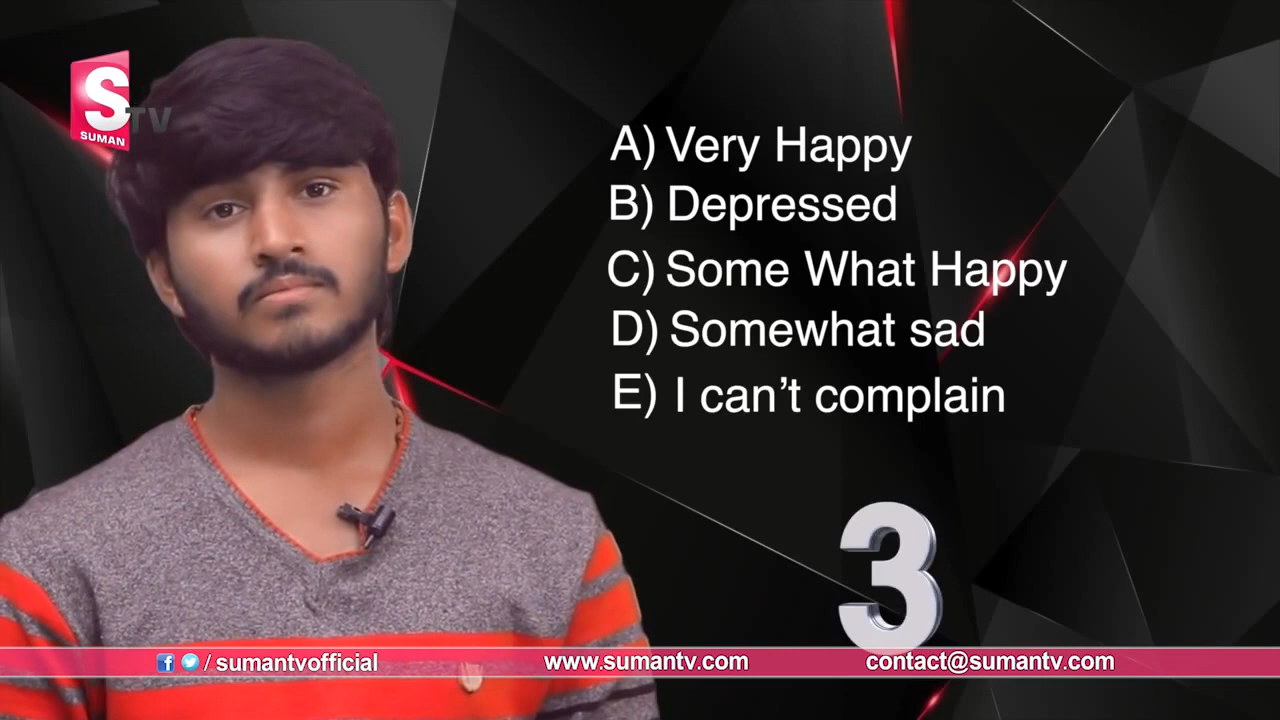 S
TV
SUMAN
A) Very Happy
B) Depressed
C) Some What Happy
D) Somewhat sad
E) I can't complain
3
/ sumantvofficial
www.sumantv.com
contact@sumantv.com